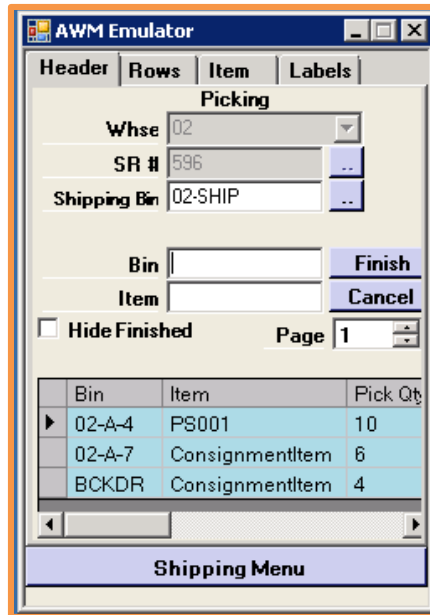 AWM Emulator
Header Rows Item Labels
Picking
Whse 02
SR # 596 ..
Shipping Bin 02-SHIP ..
Bin Finish
Item Cancel
Hide Finished Page 1
Bin Item Pick Qty
02-A-4 PS001 10
02-A-7 ConsignmentItem 6
BCKDR ConsignmentItem 4
Shipping Menu